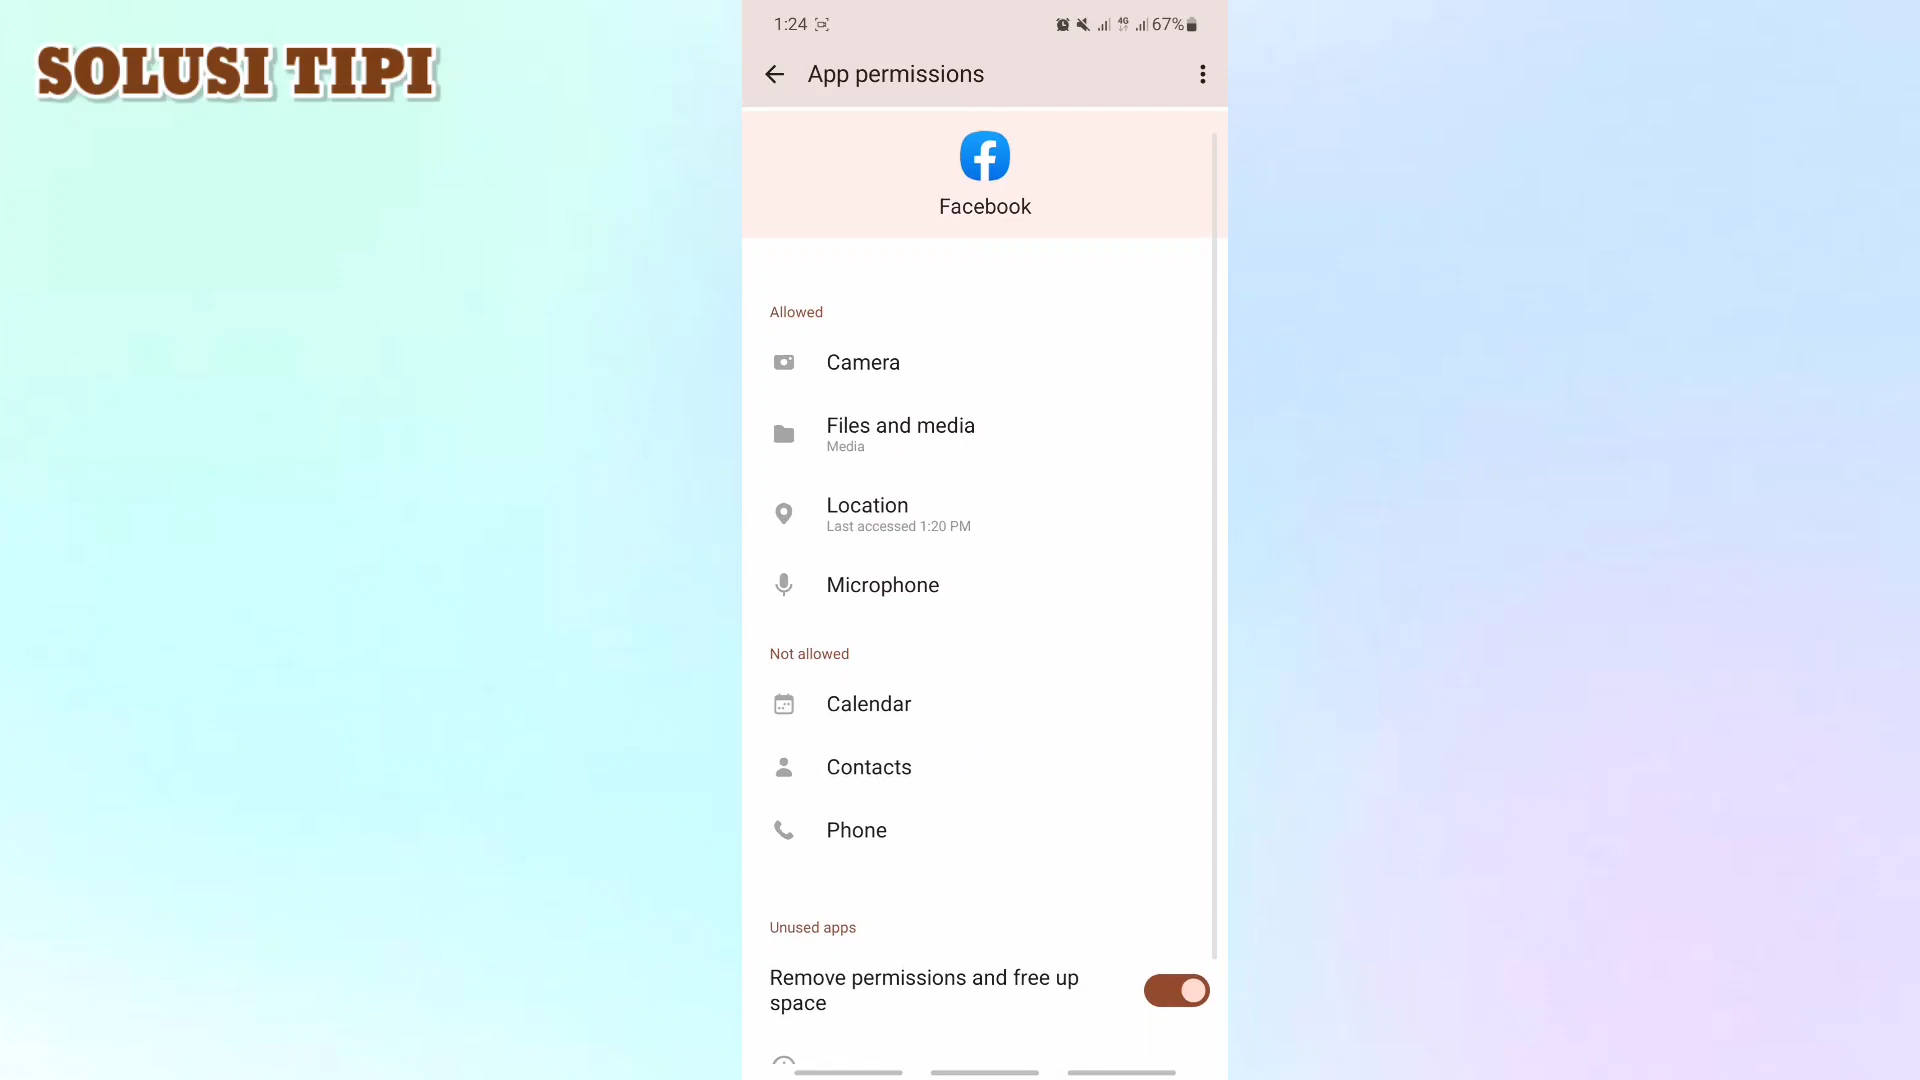 SOLUSI TIPI
1:24
4G
67%
App permissions
Facebook
Allowed
Camera
Files and media
Media
Location
Last accessed 1:20 PM
Microphone
Not allowed
Calendar
Contacts
Phone
Unused apps
Remove permissions and free up
space